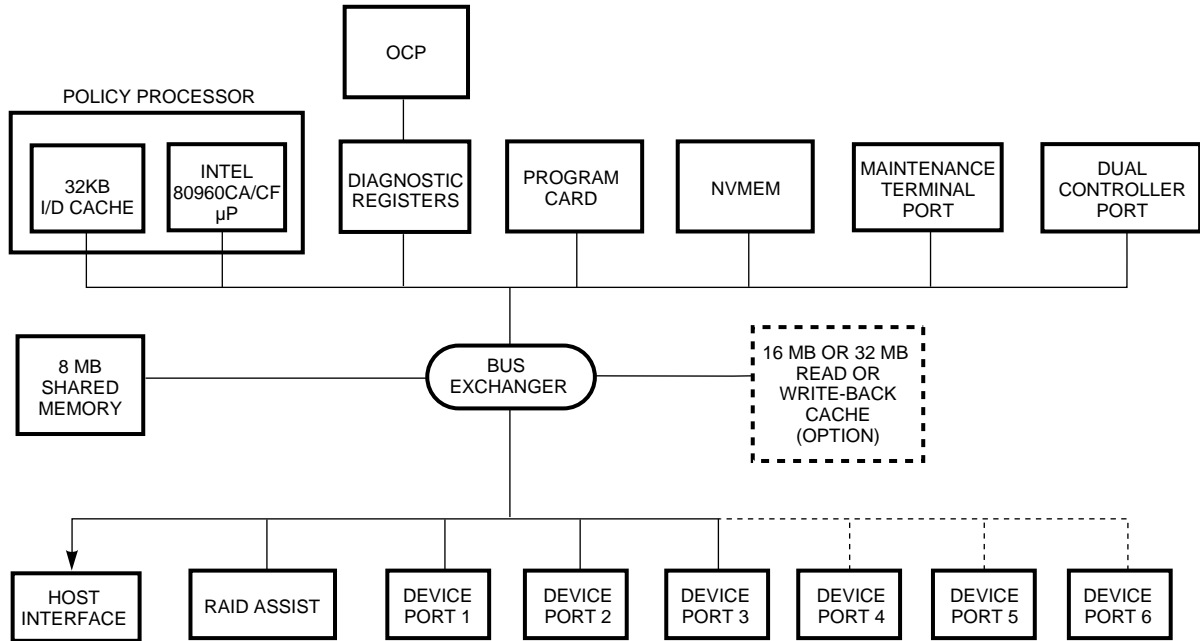 OCP
POLICY PROCESSOR
32KB
I/D CACHE
INTEL
80960CA/CF
µP
DIAGNOSTIC
REGISTERS
PROGRAM
CARD
NVMEM
MAINTENANCE
TERMINAL
PORT
DUAL
CONTROLLER
PORT
8 MB
SHARED
MEMORY
BUS
EXCHANGER
16 MB OR 32 MB
READ OR
WRITE-BACK
CACHE
(OPTION)
HOST
INTERFACE
RAID ASSIST
DEVICE
PORT 1
DEVICE
PORT 2
DEVICE
PORT 3
DEVICE
PORT 4
DEVICE
PORT 5
DEVICE
PORT 6